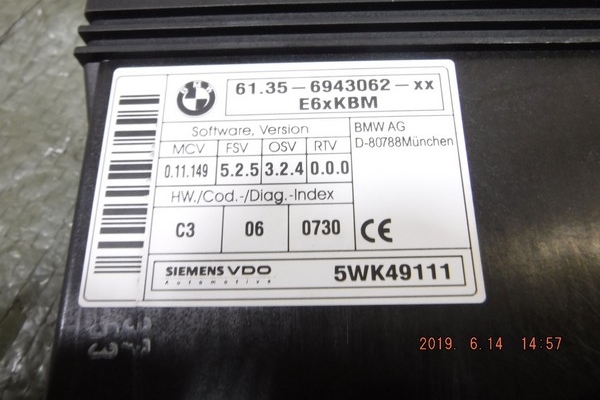 BMW
61.35 – 6943062 – xx
E6xKBM
Software, Version
MCV FSV OSV RTV
0.11.149 5.2.5 3.2.4 0.0.0
BMW AG
D-80788München
HW./Cod.-/Diag.-Index
C3 06 0730
CE
SIEMENS VDO
Automotive
5WK49111
2019. 6.14 14:57